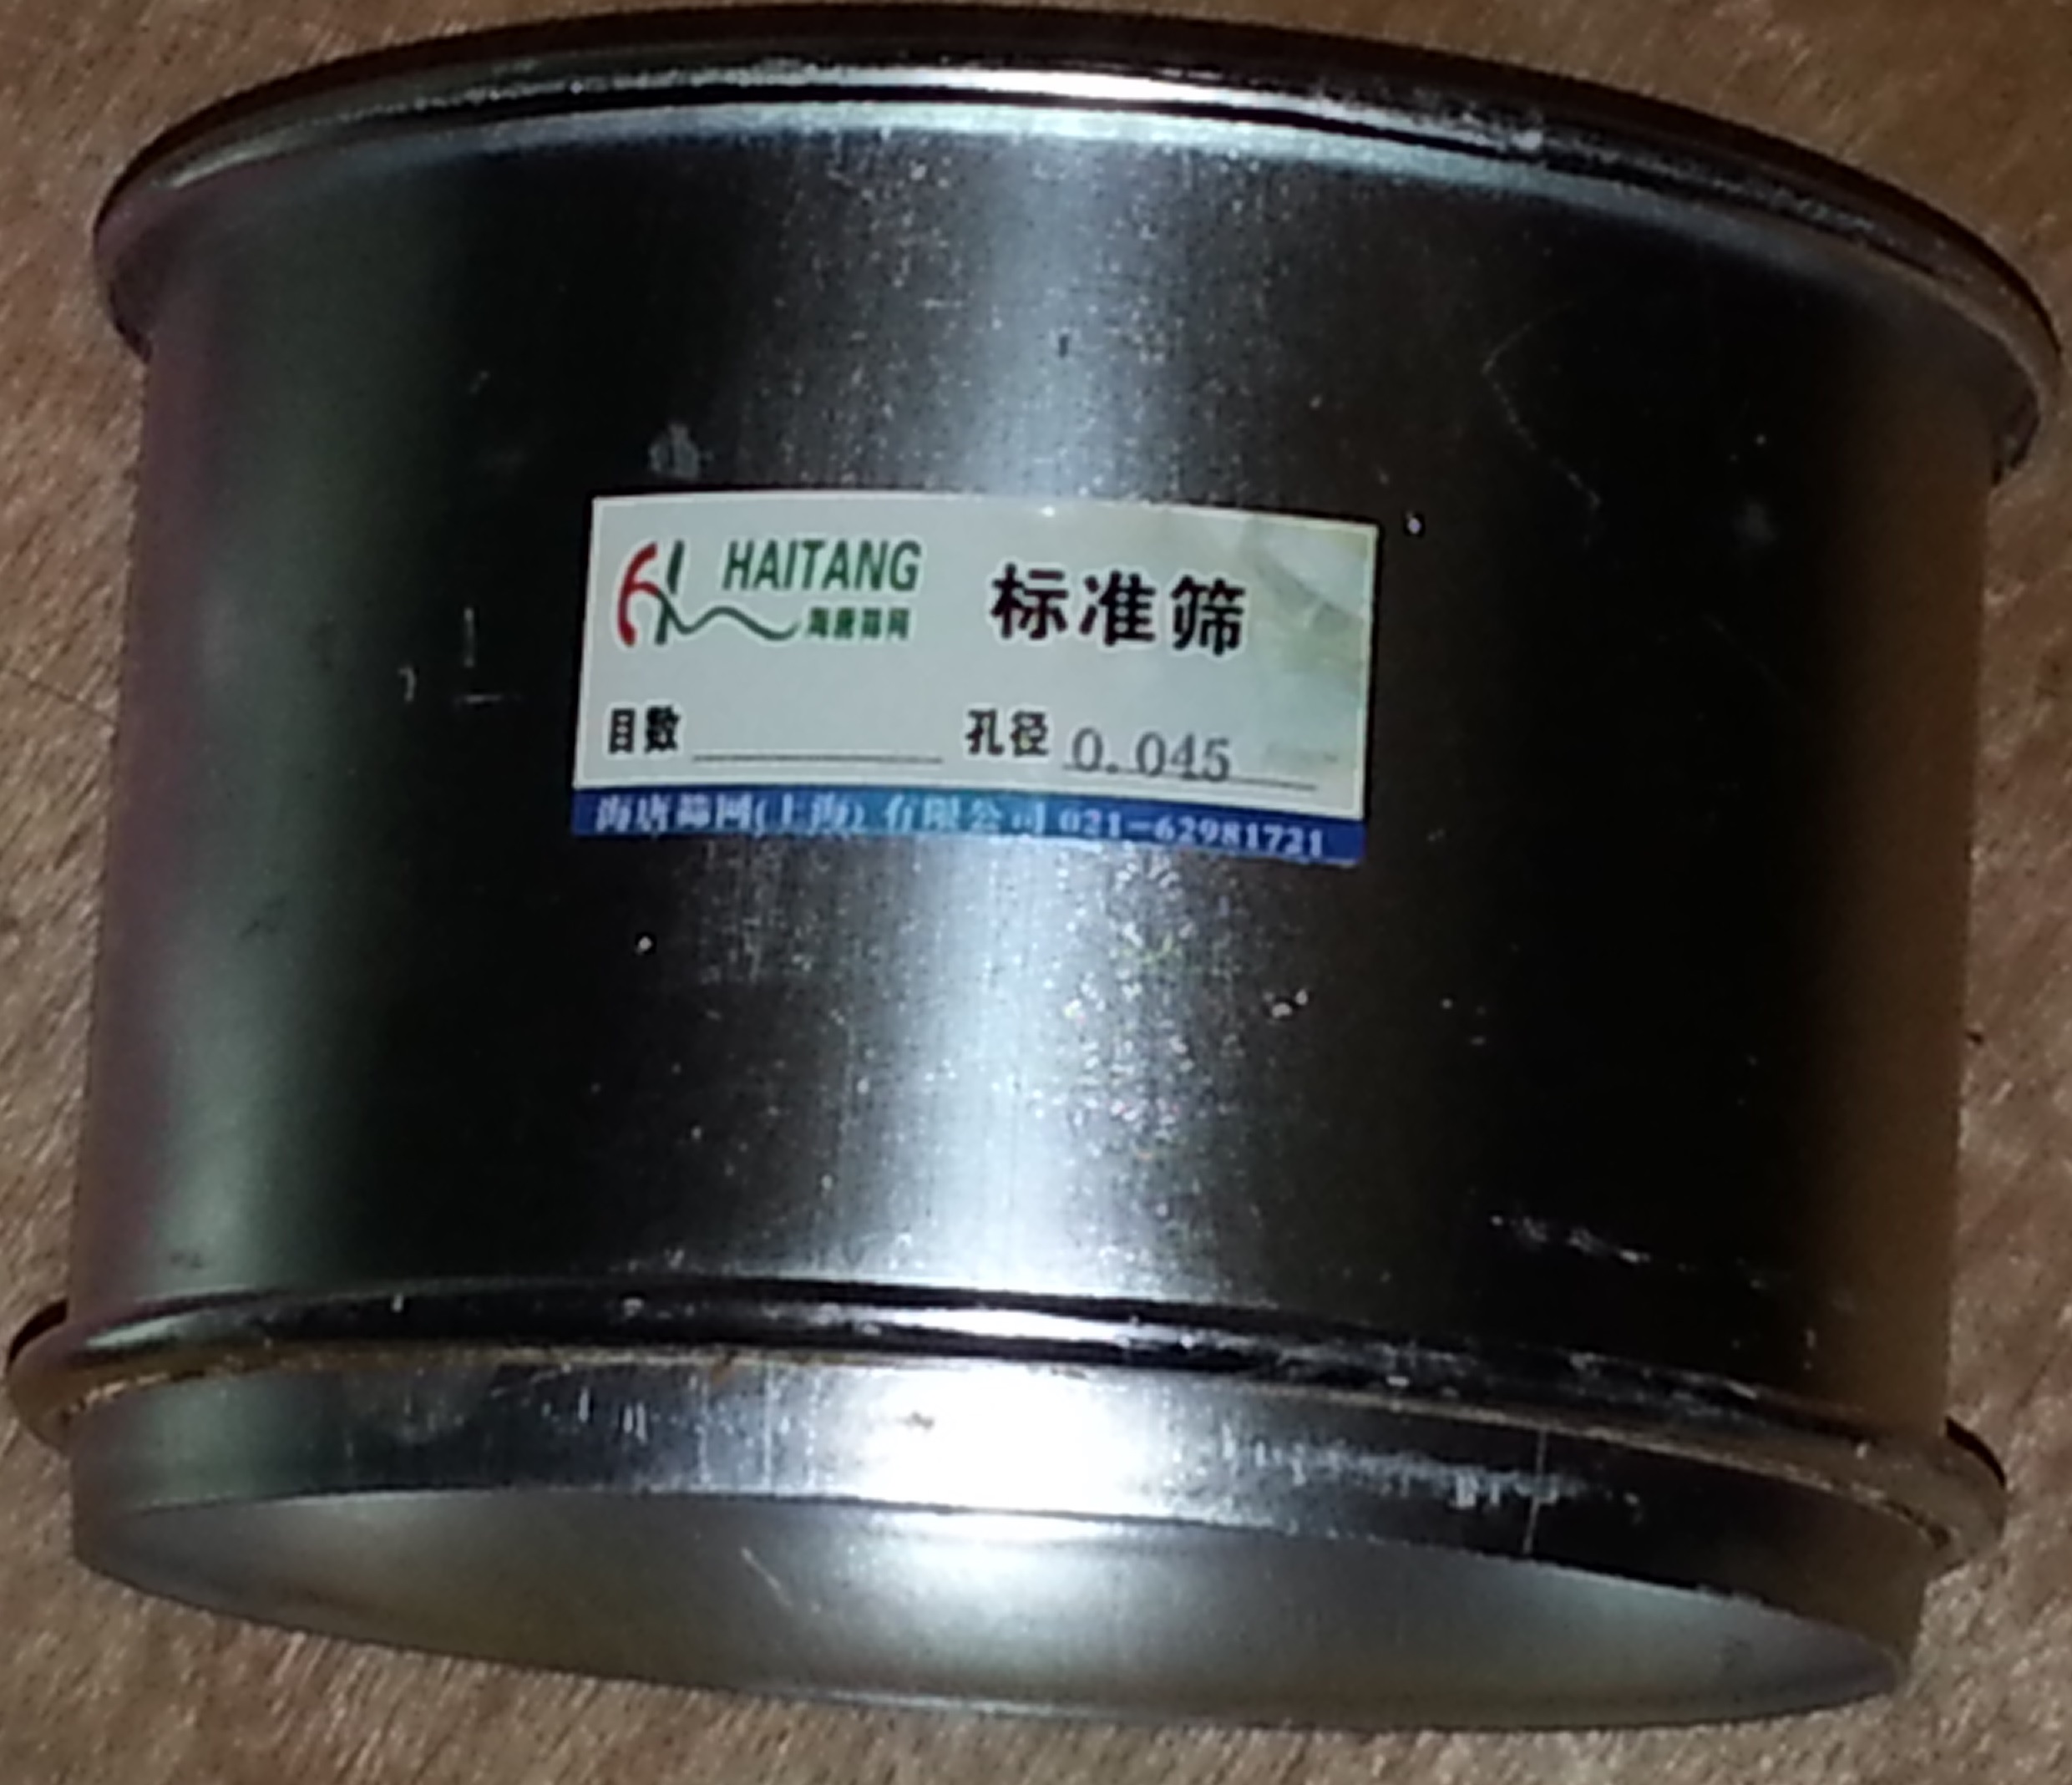 HAITANG 标准筛
海唐筛网
目数 孔径 0.045
海唐筛网(上海)有限公司 021-62981721